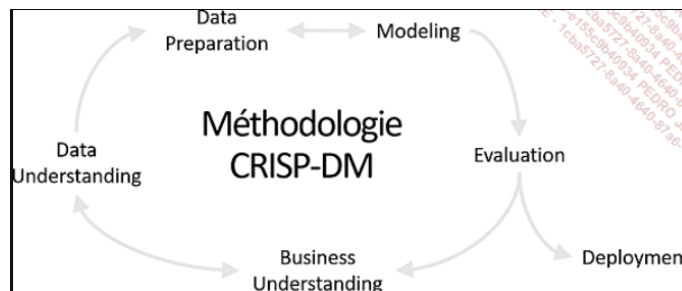 Data
Preparation
Modeling
Méthodologie
CRISP-DM
Data
Understanding
Evaluation
Business
Understanding
Deploymen